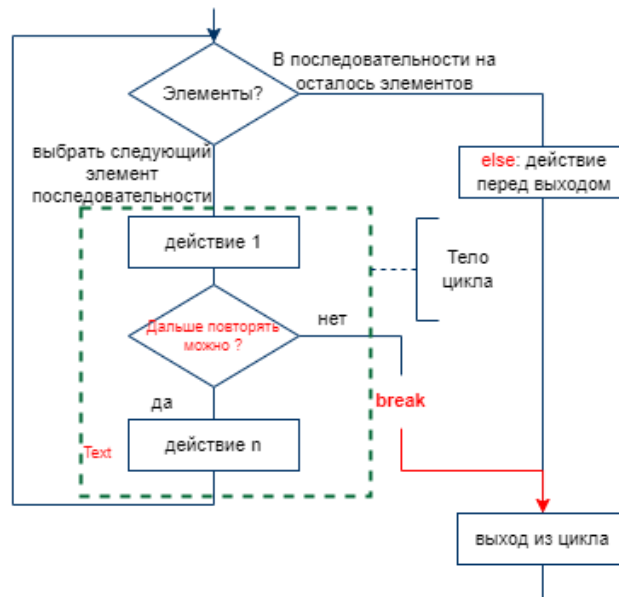 В последовательности на
осталось элементов
Элементы?
выбрать следующий
элемент
последовательности
else: действие
перед выходом
действие 1
Тело
цикла
Дальше повторять
можно ?
нет
break
да
действие n
Text
выход из цикла